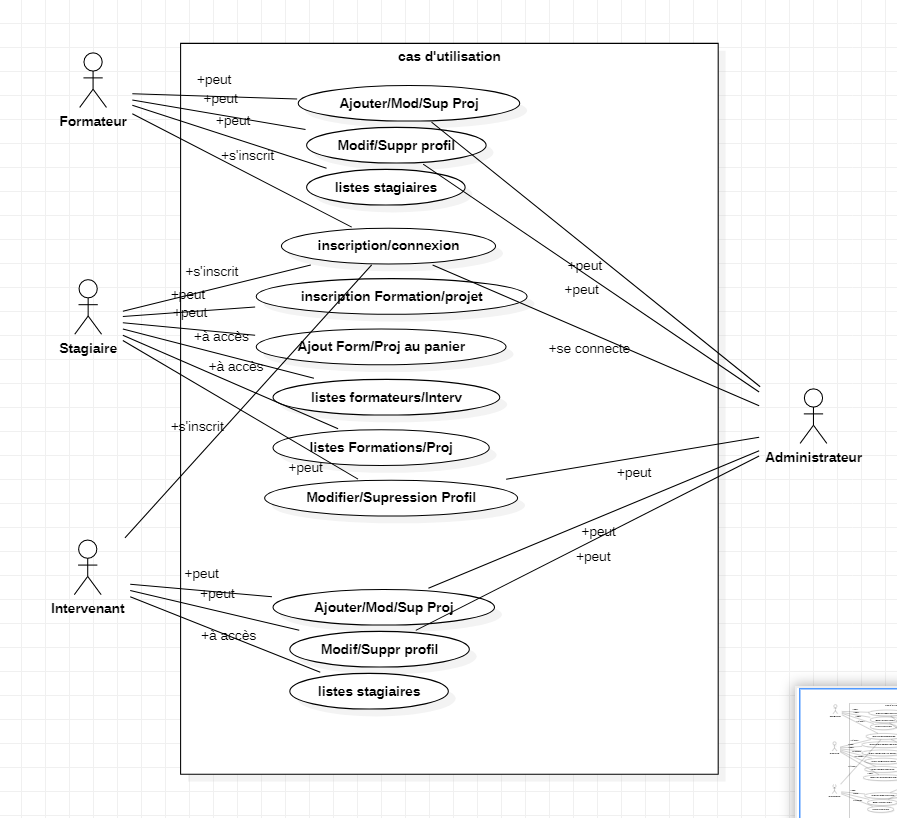 cas d'utilisation
+peut
Ajouter/Mod/Sup Proj
+peut
Formateur
+peut
Modif/Suppr profil
+s'inscrit
listes stagiaires
inscription/connexion
+peut
+s'inscrit
+peut
+peut
inscription Formation/projet
+peut
+à accès
Stagiaire
Ajout Form/Proj au panier
+se connecte
+à accès
listes formateurs/Interv
+s'inscrit
listes Formations/Proj
Administrateur
+peut
+peut
Modifier/Supression Profil
+peut
+peut
+peut
+peut
Intervenant
Ajouter/Mod/Sup Proj
+à accès
Modif/Suppr profil
listes stagiaires